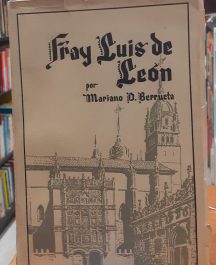 Fray Luis de
León
por
Mariano D. Berrueta